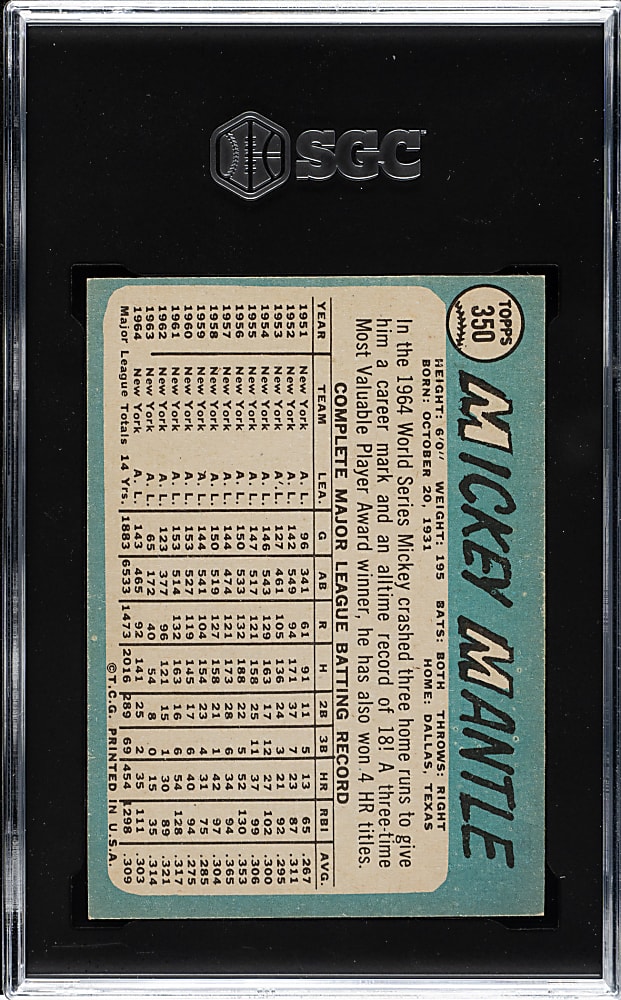 SGC
TOPPS
350
MICKEY MANTLE
HEIGHT: 6'0" WEIGHT: 195 BATS: BOTH THROWS: RIGHT
BORN: OCTOBER 20, 1931 HOME: DALLAS, TEXAS
In the 1964 World Series Mickey crashed three home runs to give
him a career mark and an alltime record of 18! A three-time
Most Valuable Player Award winner, he has also won 4 HR titles.
COMPLETE MAJOR LEAGUE BATTING RECORD
YEAR TEAM LEA. G AB R H 2B 3B HR RBI AVG.
1951 New York A. L. 96 341 61 91 11 5 13 65 .267
1952 New York A. L. 142 549 94 171 37 7 23 87 .311
1953 New York A. L. 127 461 105 136 24 3 21 92 .295
1954 New York A. L. 146 543 129 163 17 12 27 102 .300
1955 New York A. L. 147 517 121 158 25 11 37 99 .306
1956 New York A. L. 150 533 132 188 22 5 52 130 .353
1957 New York A. L. 144 474 121 173 28 6 34 94 .365
1958 New York A. L. 150 519 127 158 21 1 42 97 .304
1959 New York A. L. 144 541 104 154 23 4 31 75 .285
1960 New York A. L. 153 527 119 145 17 6 40 94 .275
1961 New York A. L. 153 514 132 163 16 6 54 128 .317
1962 New York A. L. 123 377 96 121 15 1 30 89 .321
1963 New York A. L. 65 172 40 54 8 0 15 35 .314
1964 New York A. L. 143 465 92 141 25 2 35 111 .303
Major League Totals 14 Yrs. 1883 6533 1473 2016 289 69 454 1298 .309
©T.C.G. PRINTED IN U.S.A.